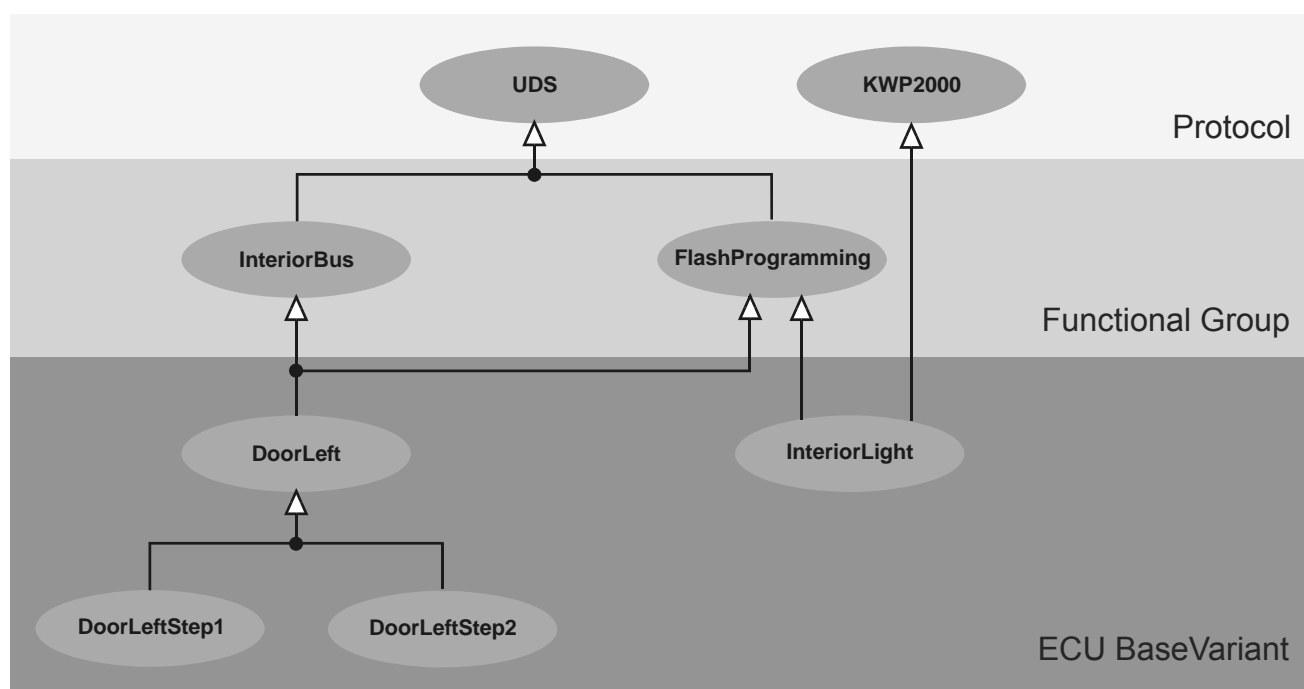 UDS
KWP2000
Protocol
InteriorBus
FlashProgramming
Functional Group
DoorLeft
InteriorLight
DoorLeftStep1
DoorLeftStep2
ECU BaseVariant